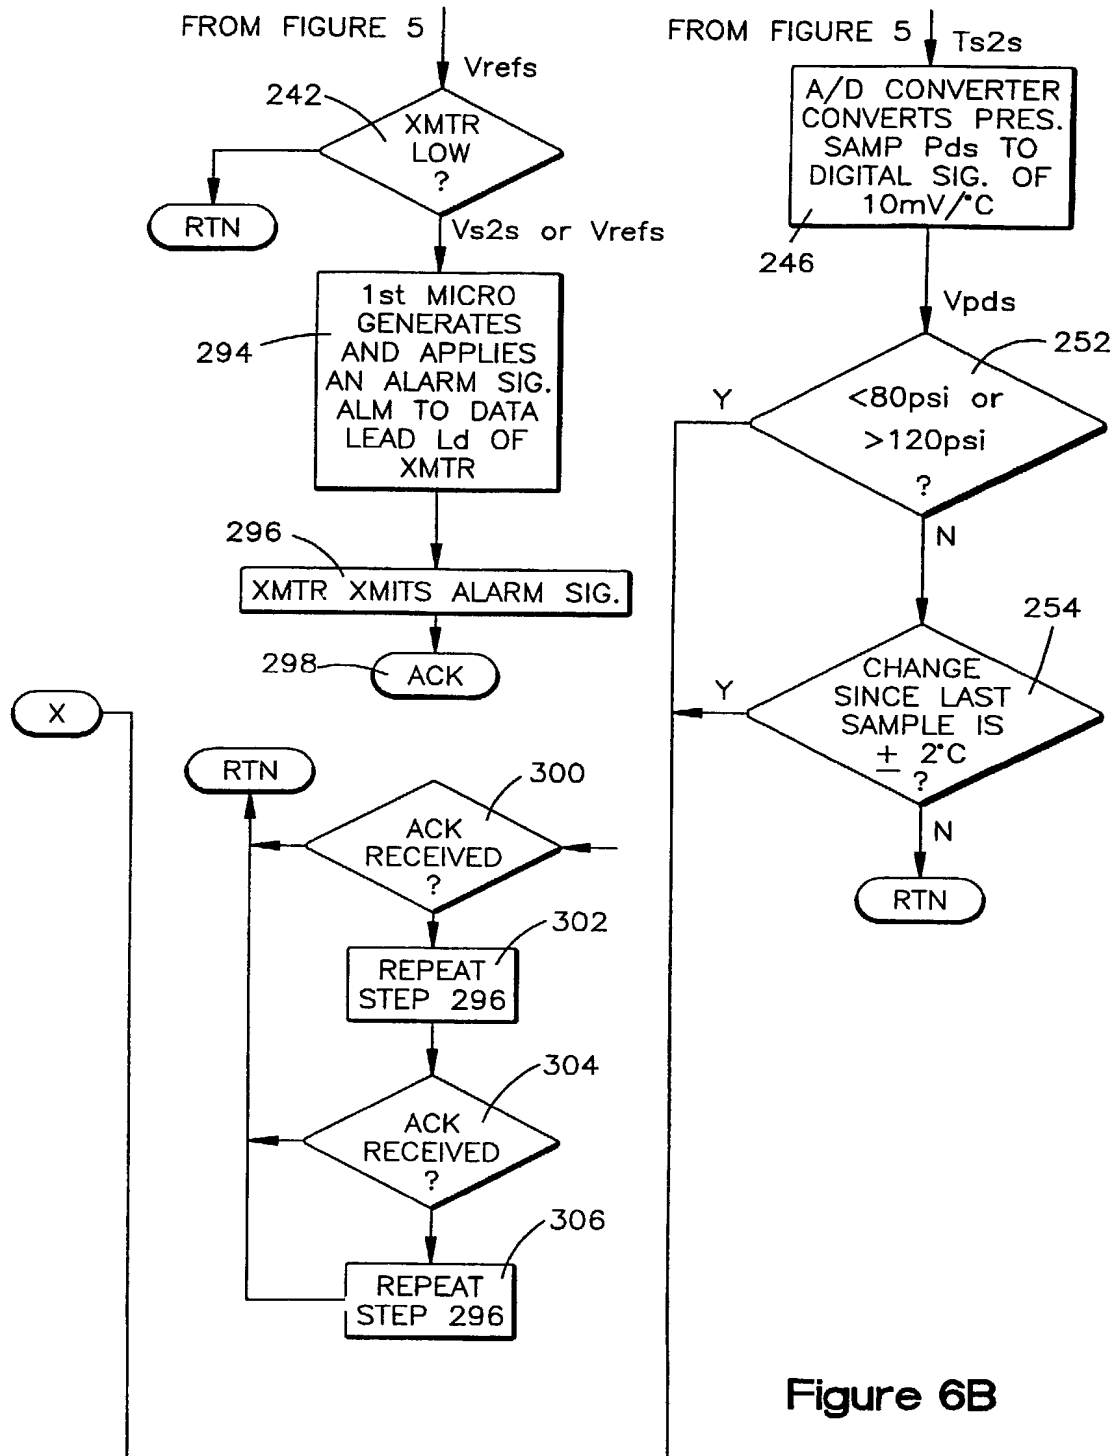 FROM FIGURE 5
Vrefs
242
XMTR
LOW
?
RTN
Vs2s or Vrefs
294
1st MICRO
GENERATES
AND APPLIES
AN ALARM SIG.
ALM TO DATA
LEAD Ld OF
XMTR
296
XMTR XMITS ALARM SIG.
298
ACK
X
RTN
300
ACK
RECEIVED
?
302
REPEAT
STEP 296
304
ACK
RECEIVED
?
306
REPEAT
STEP 296
FROM FIGURE 5
Ts2s
A/D CONVERTER
CONVERTS PRES.
SAMP Pds TO
DIGITAL SIG. OF
10mV/°C
246
Vpds
252
Y
<80psi or
>120psi
?
N
254
Y
CHANGE
SINCE LAST
SAMPLE IS
± 2°C
?
N
RTN
Figure 6B